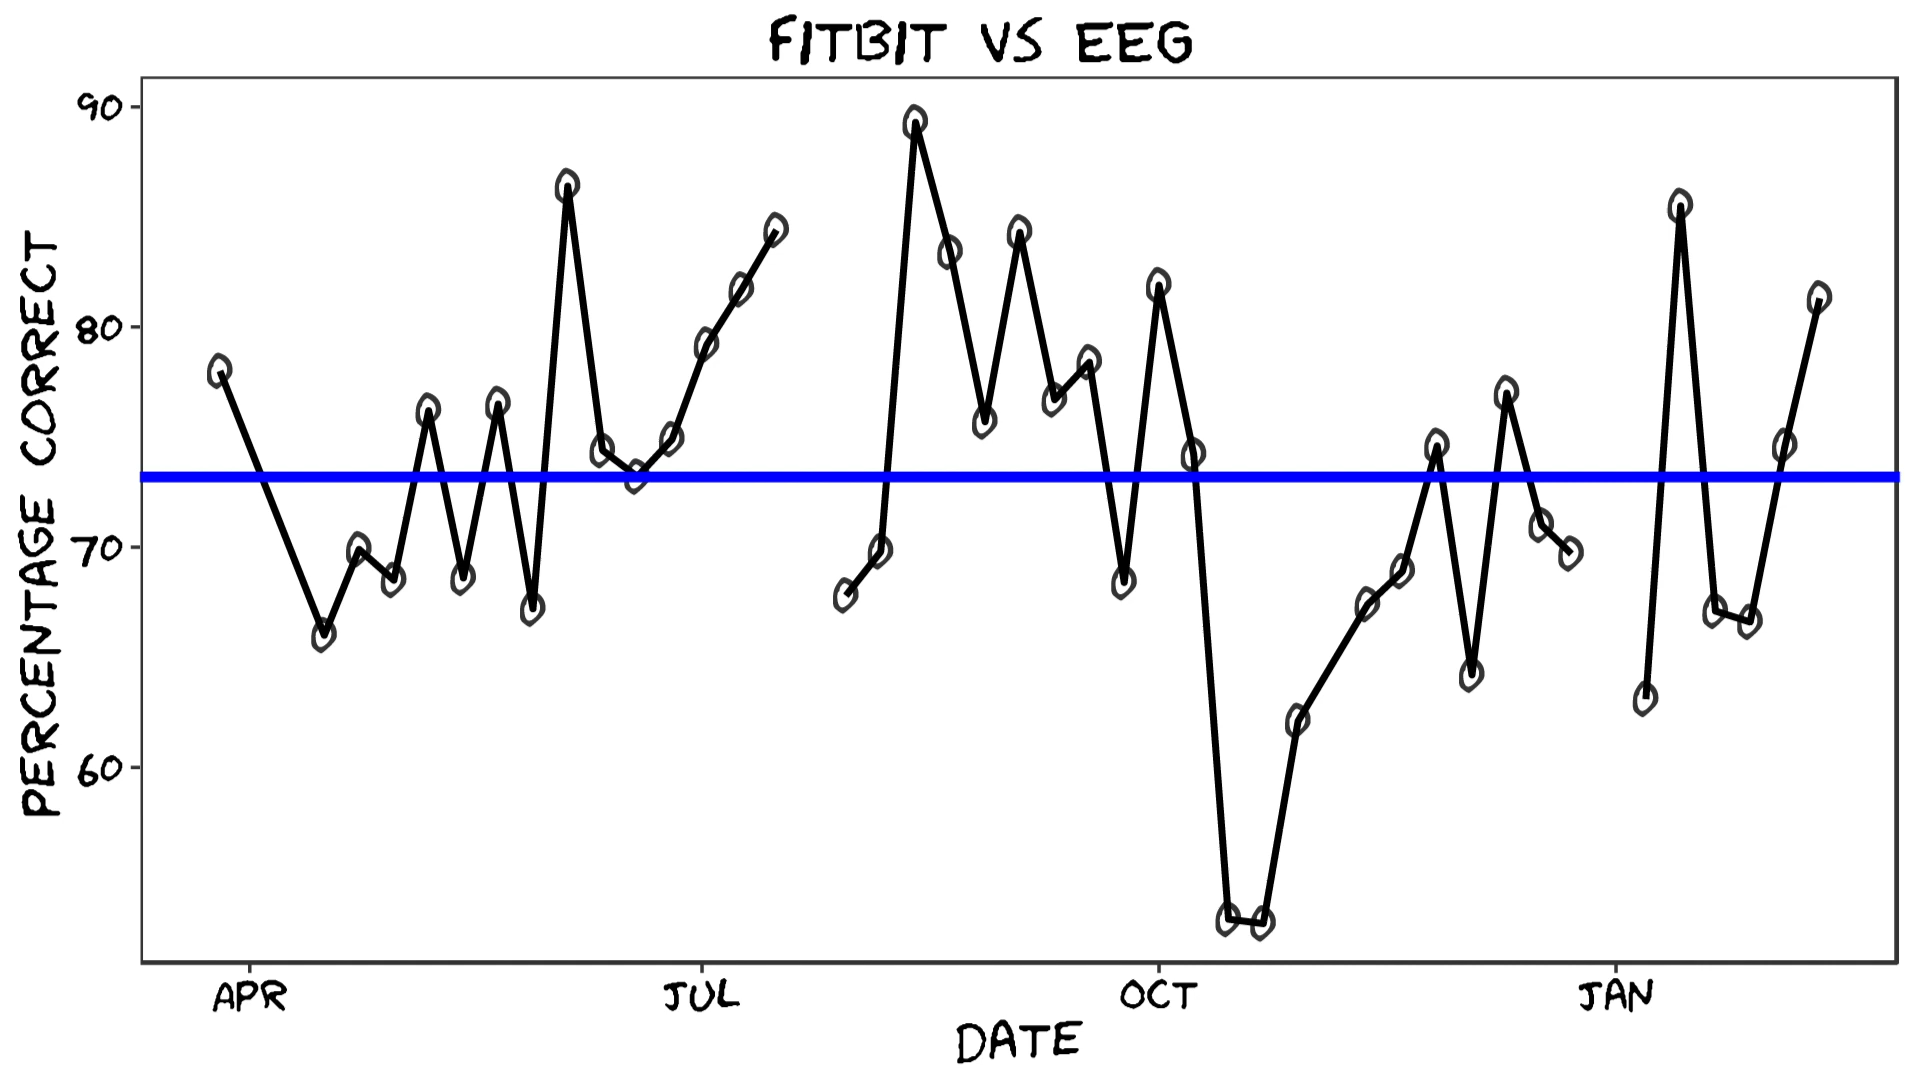 FITBIT VS EEG
PERCENTAGE CORRECT
90
80
70
60
APR JUL OCT JAN
DATE